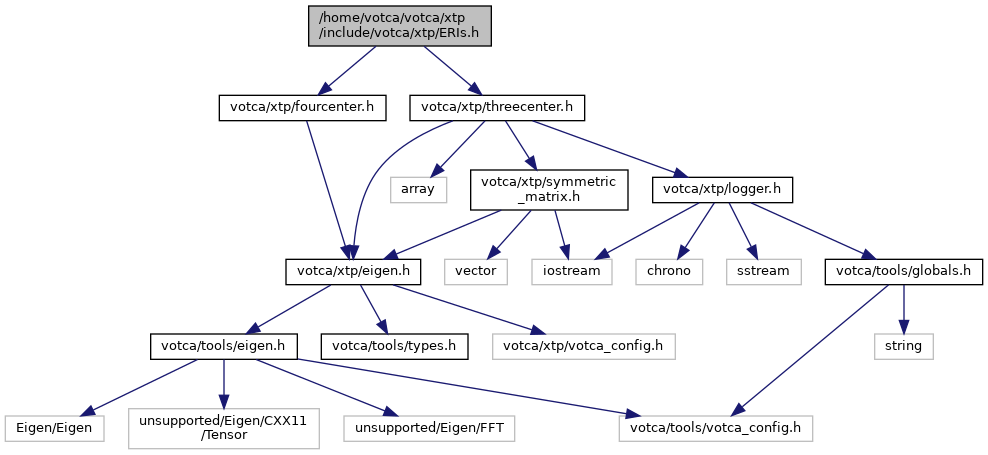 /home/votca/votca/xtp
/include/votca/xtp/ERIs.h
votca/xtp/fourcenter.h
votca/xtp/threecenter.h
array
votca/xtp/symmetric
_matrix.h
votca/xtp/logger.h
votca/xtp/eigen.h
vector
iostream
chrono
sstream
votca/tools/globals.h
votca/tools/eigen.h
votca/tools/types.h
votca/xtp/votca_config.h
string
Eigen/Eigen
unsupported/Eigen/CXX11
/Tensor
unsupported/Eigen/FFT
votca/tools/votca_config.h